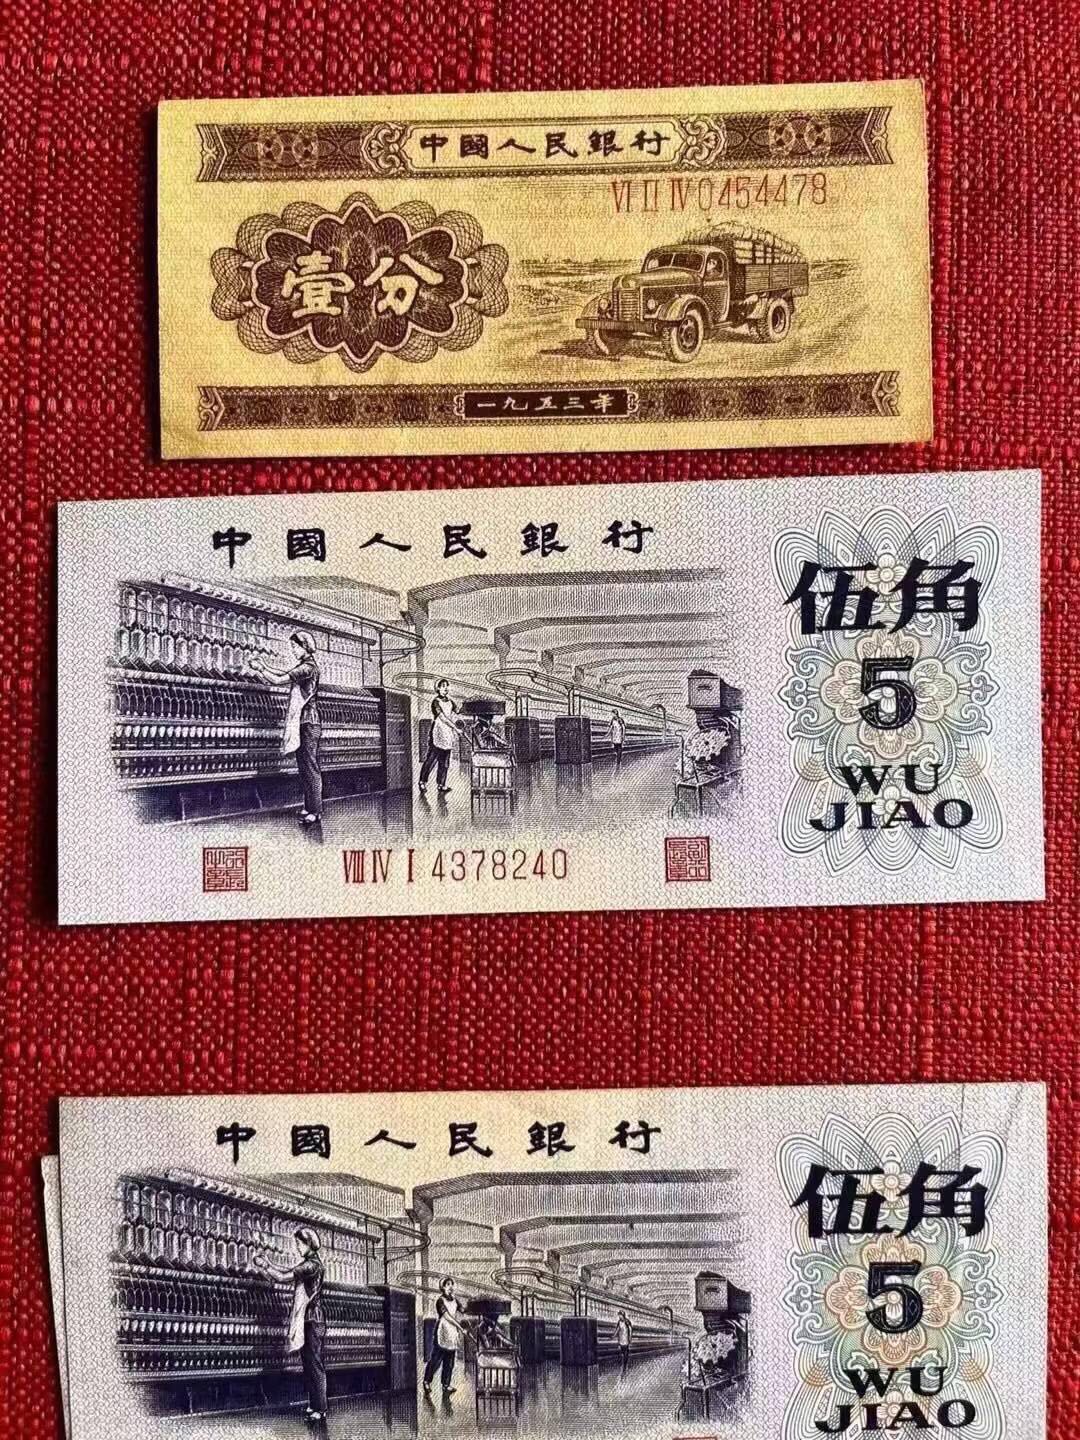 中國人民銀行
VI II IV 0454478
壹分
一九五三年
中國人民銀行
伍角
5
WU
JIAO
VIII IV I 4378240
中國人民銀行
伍角
5
WU
JIAO